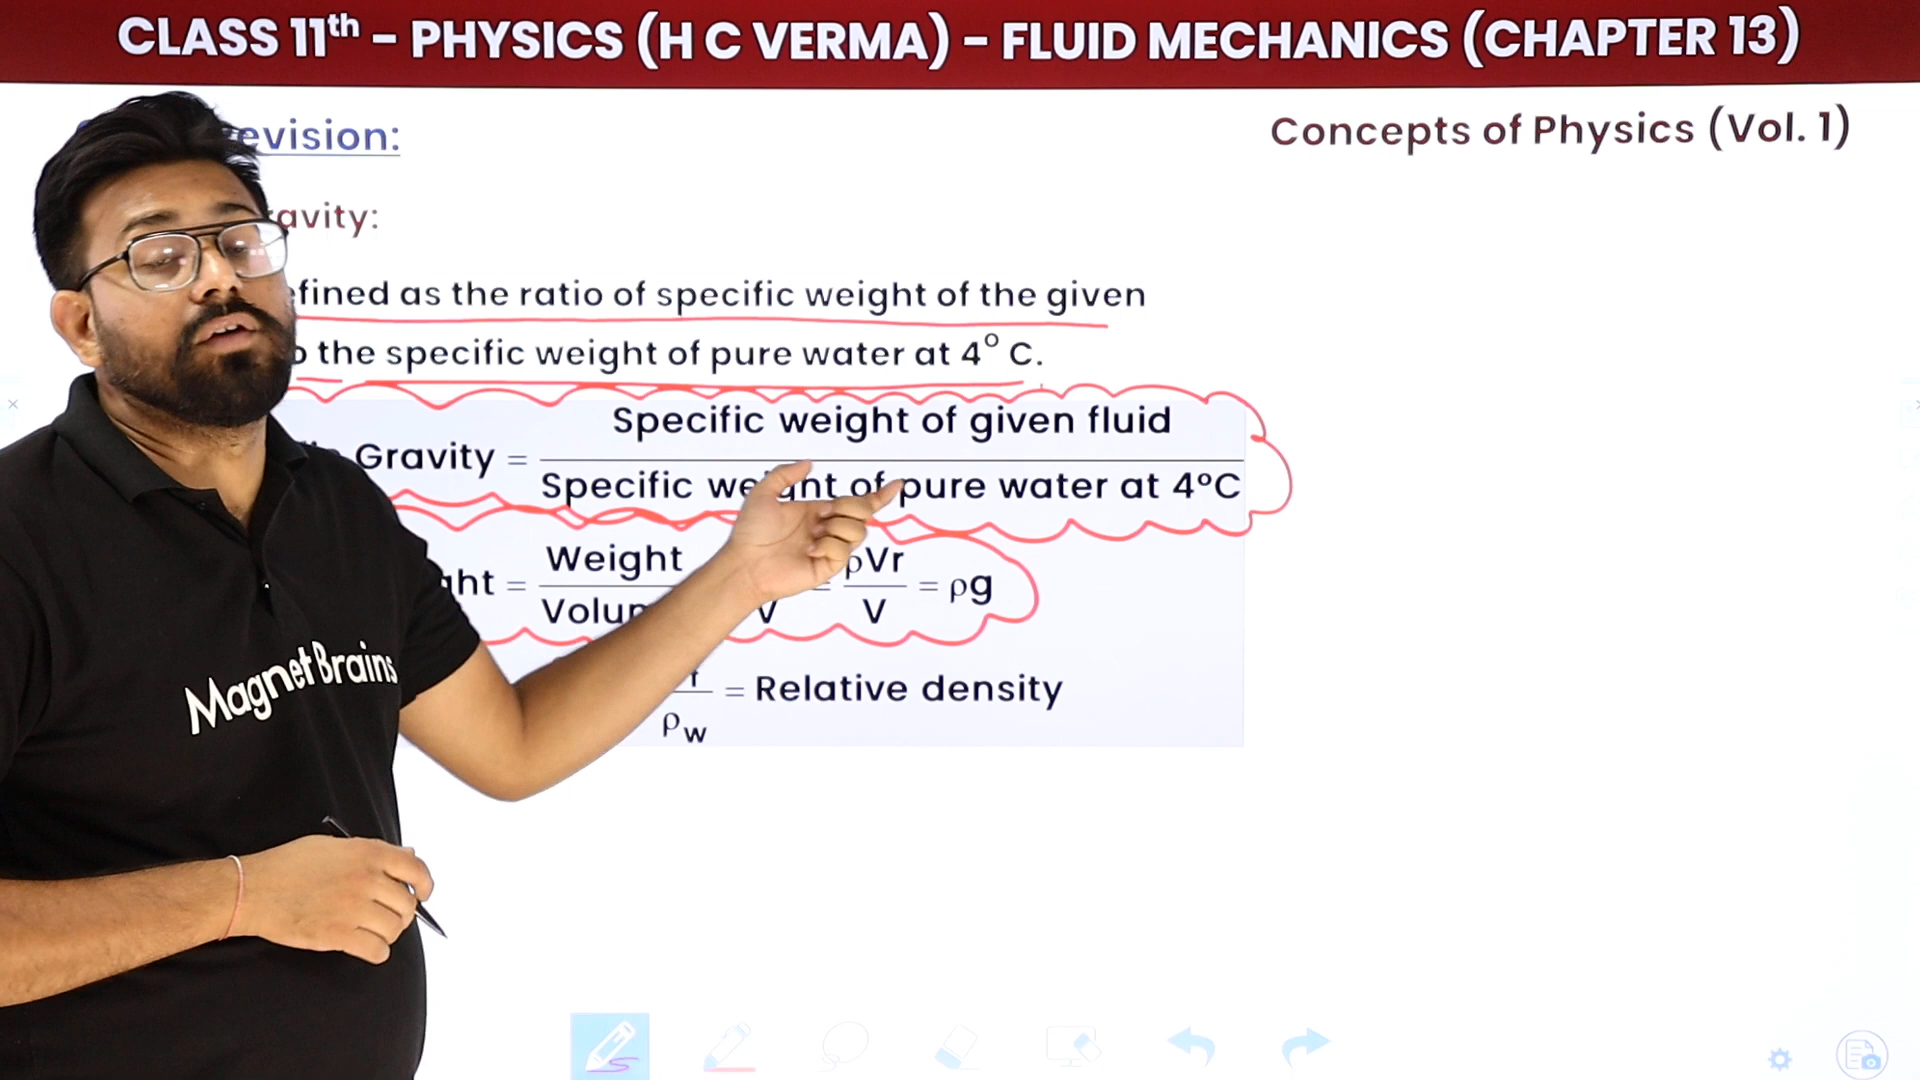 CLASS 11th - PHYSICS (H C VERMA) - FLUID MECHANICS (CHAPTER 13)
evision:
Concepts of Physics (Vol. 1)
avity:
fined as the ratio of specific weight of the given
the specific weight of pure water at 4° C.
Specific weight of given fluid
Gravity =
Specific we ght of pure water at 4°C
Weight
ρVr
ht =
= ρg
Volu
V
V
= Relative density
ρw
Magnet Brains